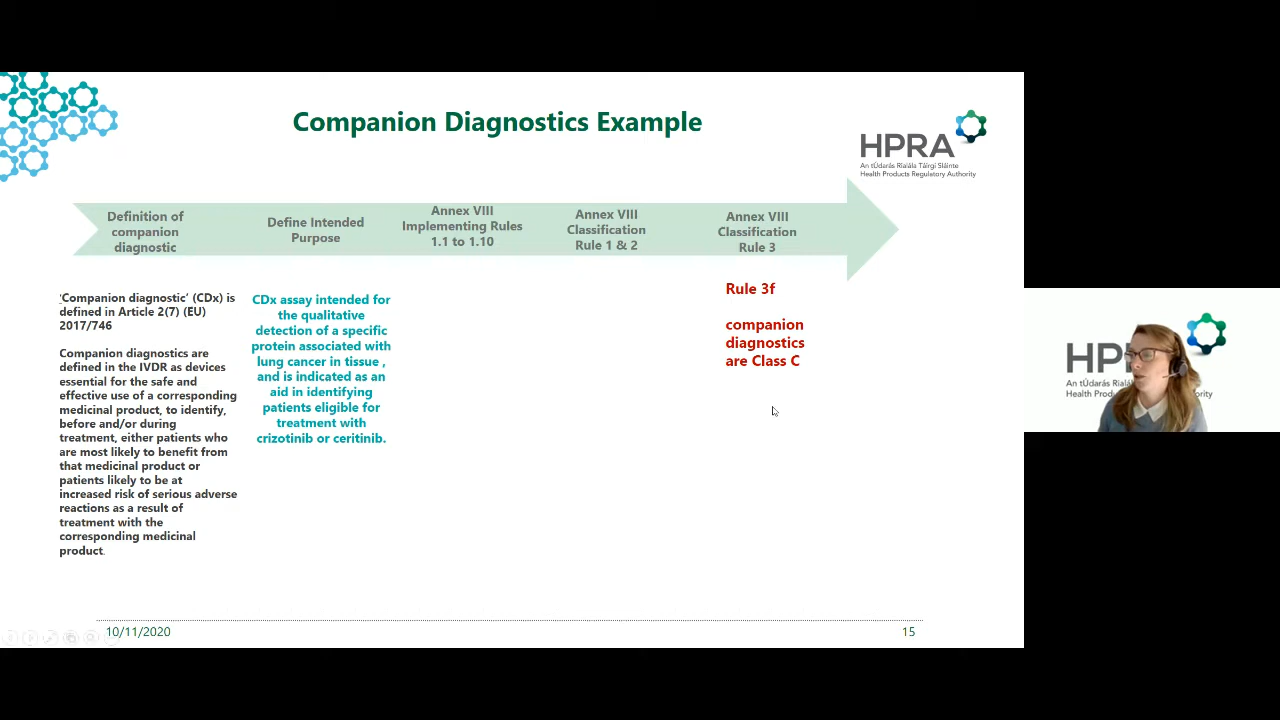 Companion Diagnostics Example
HPRA
An tÚdarás Rialála Táirgí Sláinte
Health Products Regulatory Authority
Definition of
companion
diagnostic
Define Intended
Purpose
Annex VIII
Implementing Rules
1.1 to 1.10
Annex VIII
Classification
Rule 1 & 2
Annex VIII
Classification
Rule 3
‘Companion diagnostic’ (CDx) is
defined in Article 2(7) (EU)
2017/746
Companion diagnostics are
defined in the IVDR as devices
essential for the safe and
effective use of a corresponding
medicinal product, to identify,
before and/or during
treatment, either patients who
are most likely to benefit from
that medicinal product or
patients likely to be at
increased risk of serious adverse
reactions as a result of
treatment with the
corresponding medicinal
product.
CDx assay intended for
the qualitative
detection of a specific
protein associated with
lung cancer in tissue ,
and is indicated as an
aid in identifying
patients eligible for
treatment with
crizotinib or ceritinib.
Rule 3f
companion
diagnostics
are Class C
HP
An tÚdarás Rialá
Health Produc
ority
10/11/2020
15